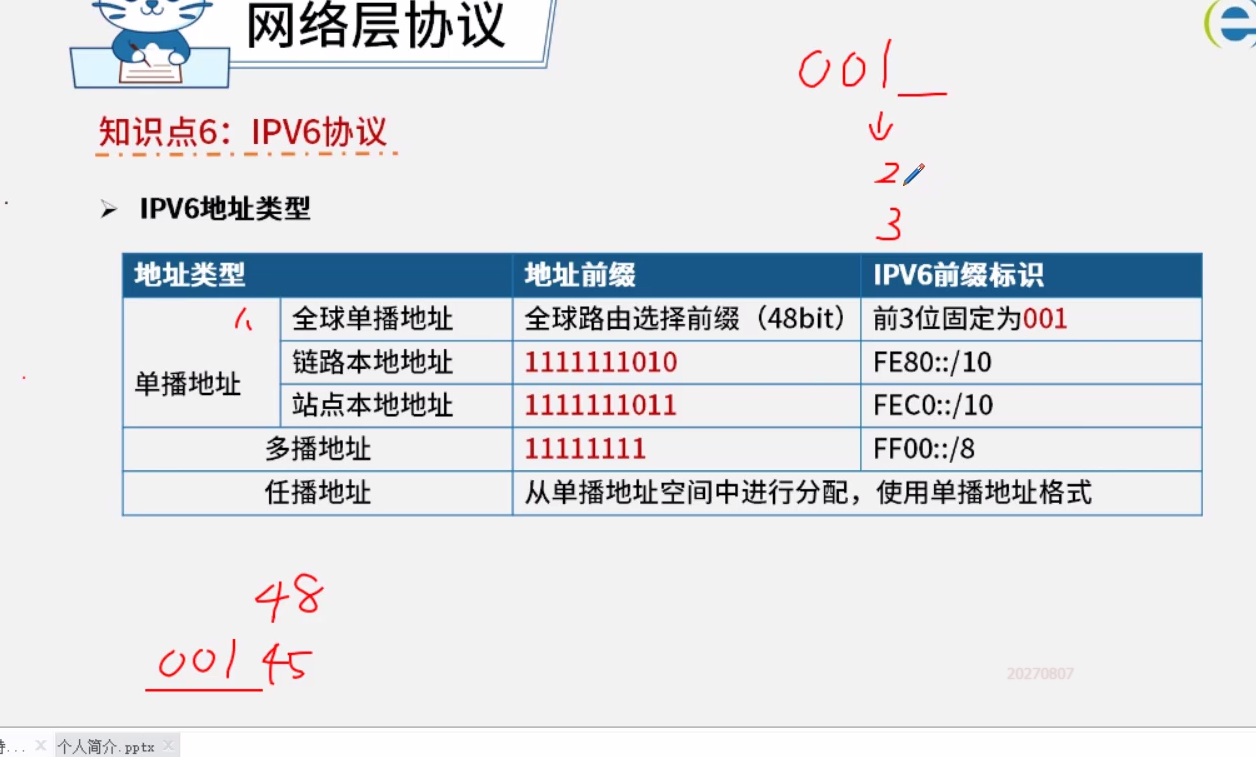 网络层协议
001_
↓
2
3
知识点6：IPV6协议
➢ IPV6地址类型
地址类型 地址前缀 IPV6前缀标识
单播地址 全球单播地址 全球路由选择前缀（48bit） 前3位固定为001
链路本地地址 1111111010 FE80::/10
站点本地地址 1111111011 FEC0::/10
多播地址 11111111 FF00::/8
任播地址 从单播地址空间中进行分配，使用单播地址格式
48
001 45
20270807
个人简介.pptx